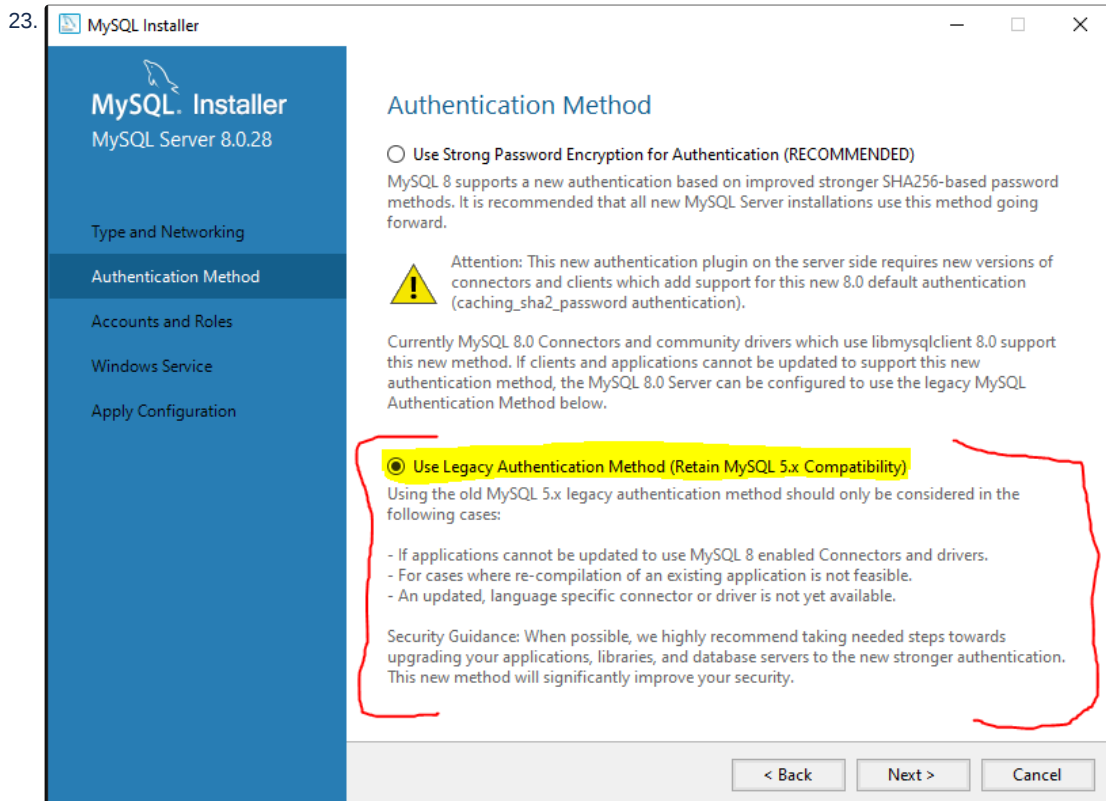 23.
MySQL Installer
MySQL. Installer
MySQL Server 8.0.28
Type and Networking
Authentication Method
Accounts and Roles
Windows Service
Apply Configuration
Authentication Method
Use Strong Password Encryption for Authentication (RECOMMENDED)
MySQL 8 supports a new authentication based on improved stronger SHA256-based password
methods. It is recommended that all new MySQL Server installations use this method going
forward.
Attention: This new authentication plugin on the server side requires new versions of
connectors and clients which add support for this new 8.0 default authentication
(caching_sha2_password authentication).
Currently MySQL 8.0 Connectors and community drivers which use libmysqlclient 8.0 support
this new method. If clients and applications cannot be updated to support this new
authentication method, the MySQL 8.0 Server can be configured to use the legacy MySQL
Authentication Method below.
Use Legacy Authentication Method (Retain MySQL 5.x Compatibility)
Using the old MySQL 5.x legacy authentication method should only be considered in the
following cases:
- If applications cannot be updated to use MySQL 8 enabled Connectors and drivers.
- For cases where re-compilation of an existing application is not feasible.
- An updated, language specific connector or driver is not yet available.
Security Guidance: When possible, we highly recommend taking needed steps towards
upgrading your applications, libraries, and database servers to the new stronger authentication.
This new method will significantly improve your security.
< Back
Next >
Cancel